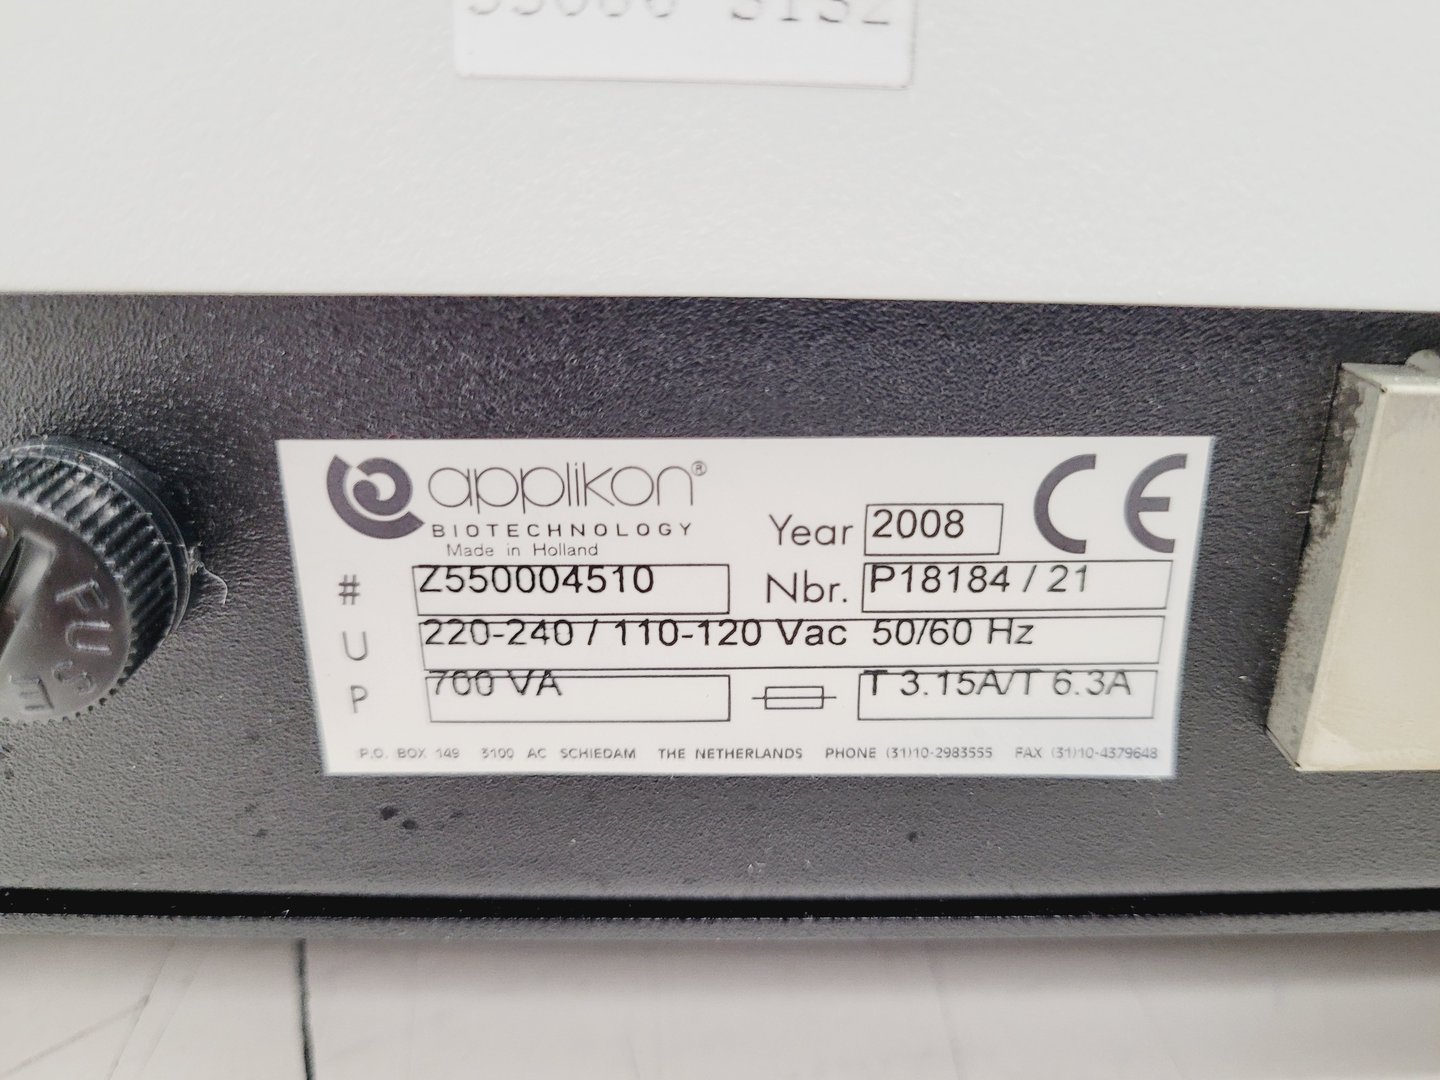 applikon®
BIOTECHNOLOGY
Made in Holland
Year 2008 CE
# Z550004510 Nbr. P18184 / 21
U 220-240 / 110-120 Vac 50/60 Hz
P 700 VA T 3.15A/T 6.3A
P.O. BOX 149 3100 AC SCHIEDAM THE NETHERLANDS PHONE (31)10-2983555 FAX (31)10-4379648
FUSE